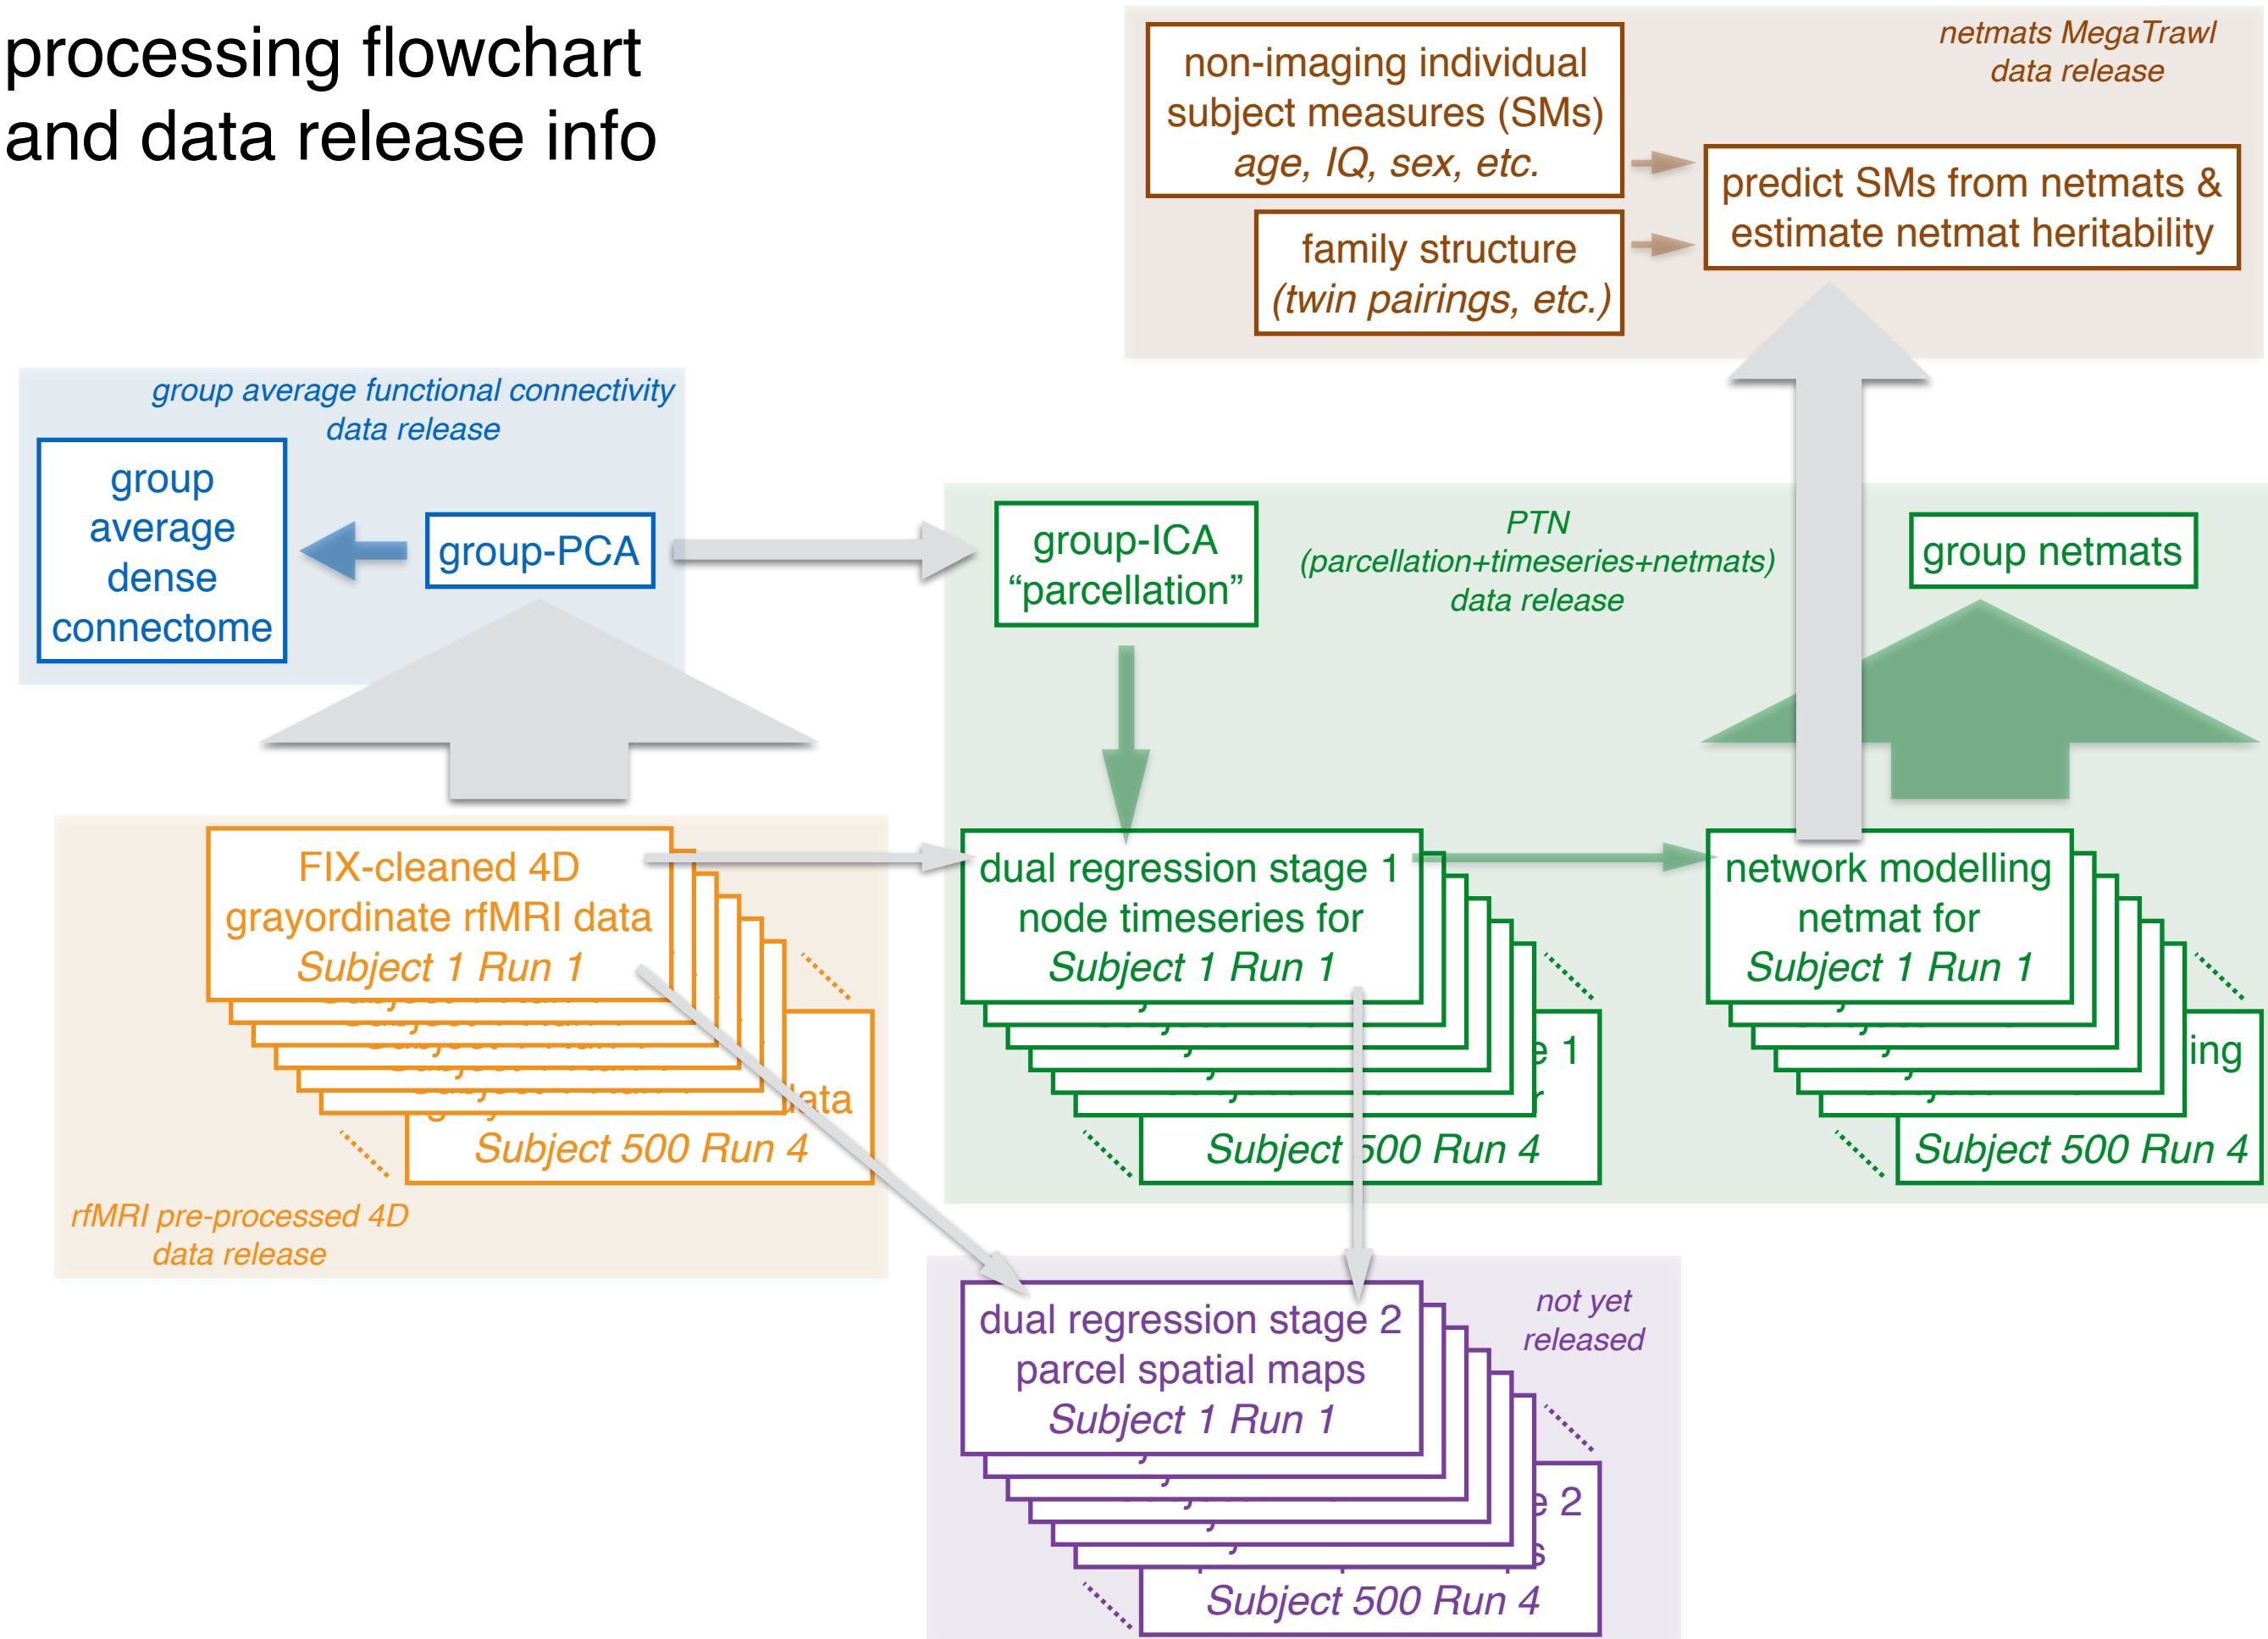 processing flowchart
and data release info
netmats MegaTrawl
data release
non-imaging individual
subject measures (SMs)
age, IQ, sex, etc.
family structure
(twin pairings, etc.)
predict SMs from netmats &
estimate netmat heritability
group average functional connectivity
data release
group
average
dense
connectome
group-PCA
group-ICA
“parcellation”
PTN
(parcellation+timeseries+netmats)
data release
group netmats
FIX-cleaned 4D
grayordinate rfMRI data
Subject 1 Run 1
data
Subject 500 Run 4
rfMRI pre-processed 4D
data release
dual regression stage 1
node timeseries for
Subject 1 Run 1
e 1
r
Subject 500 Run 4
network modelling
netmat for
Subject 1 Run 1
ing
Subject 500 Run 4
dual regression stage 2
parcel spatial maps
Subject 1 Run 1
not yet
released
e 2
s
Subject 500 Run 4